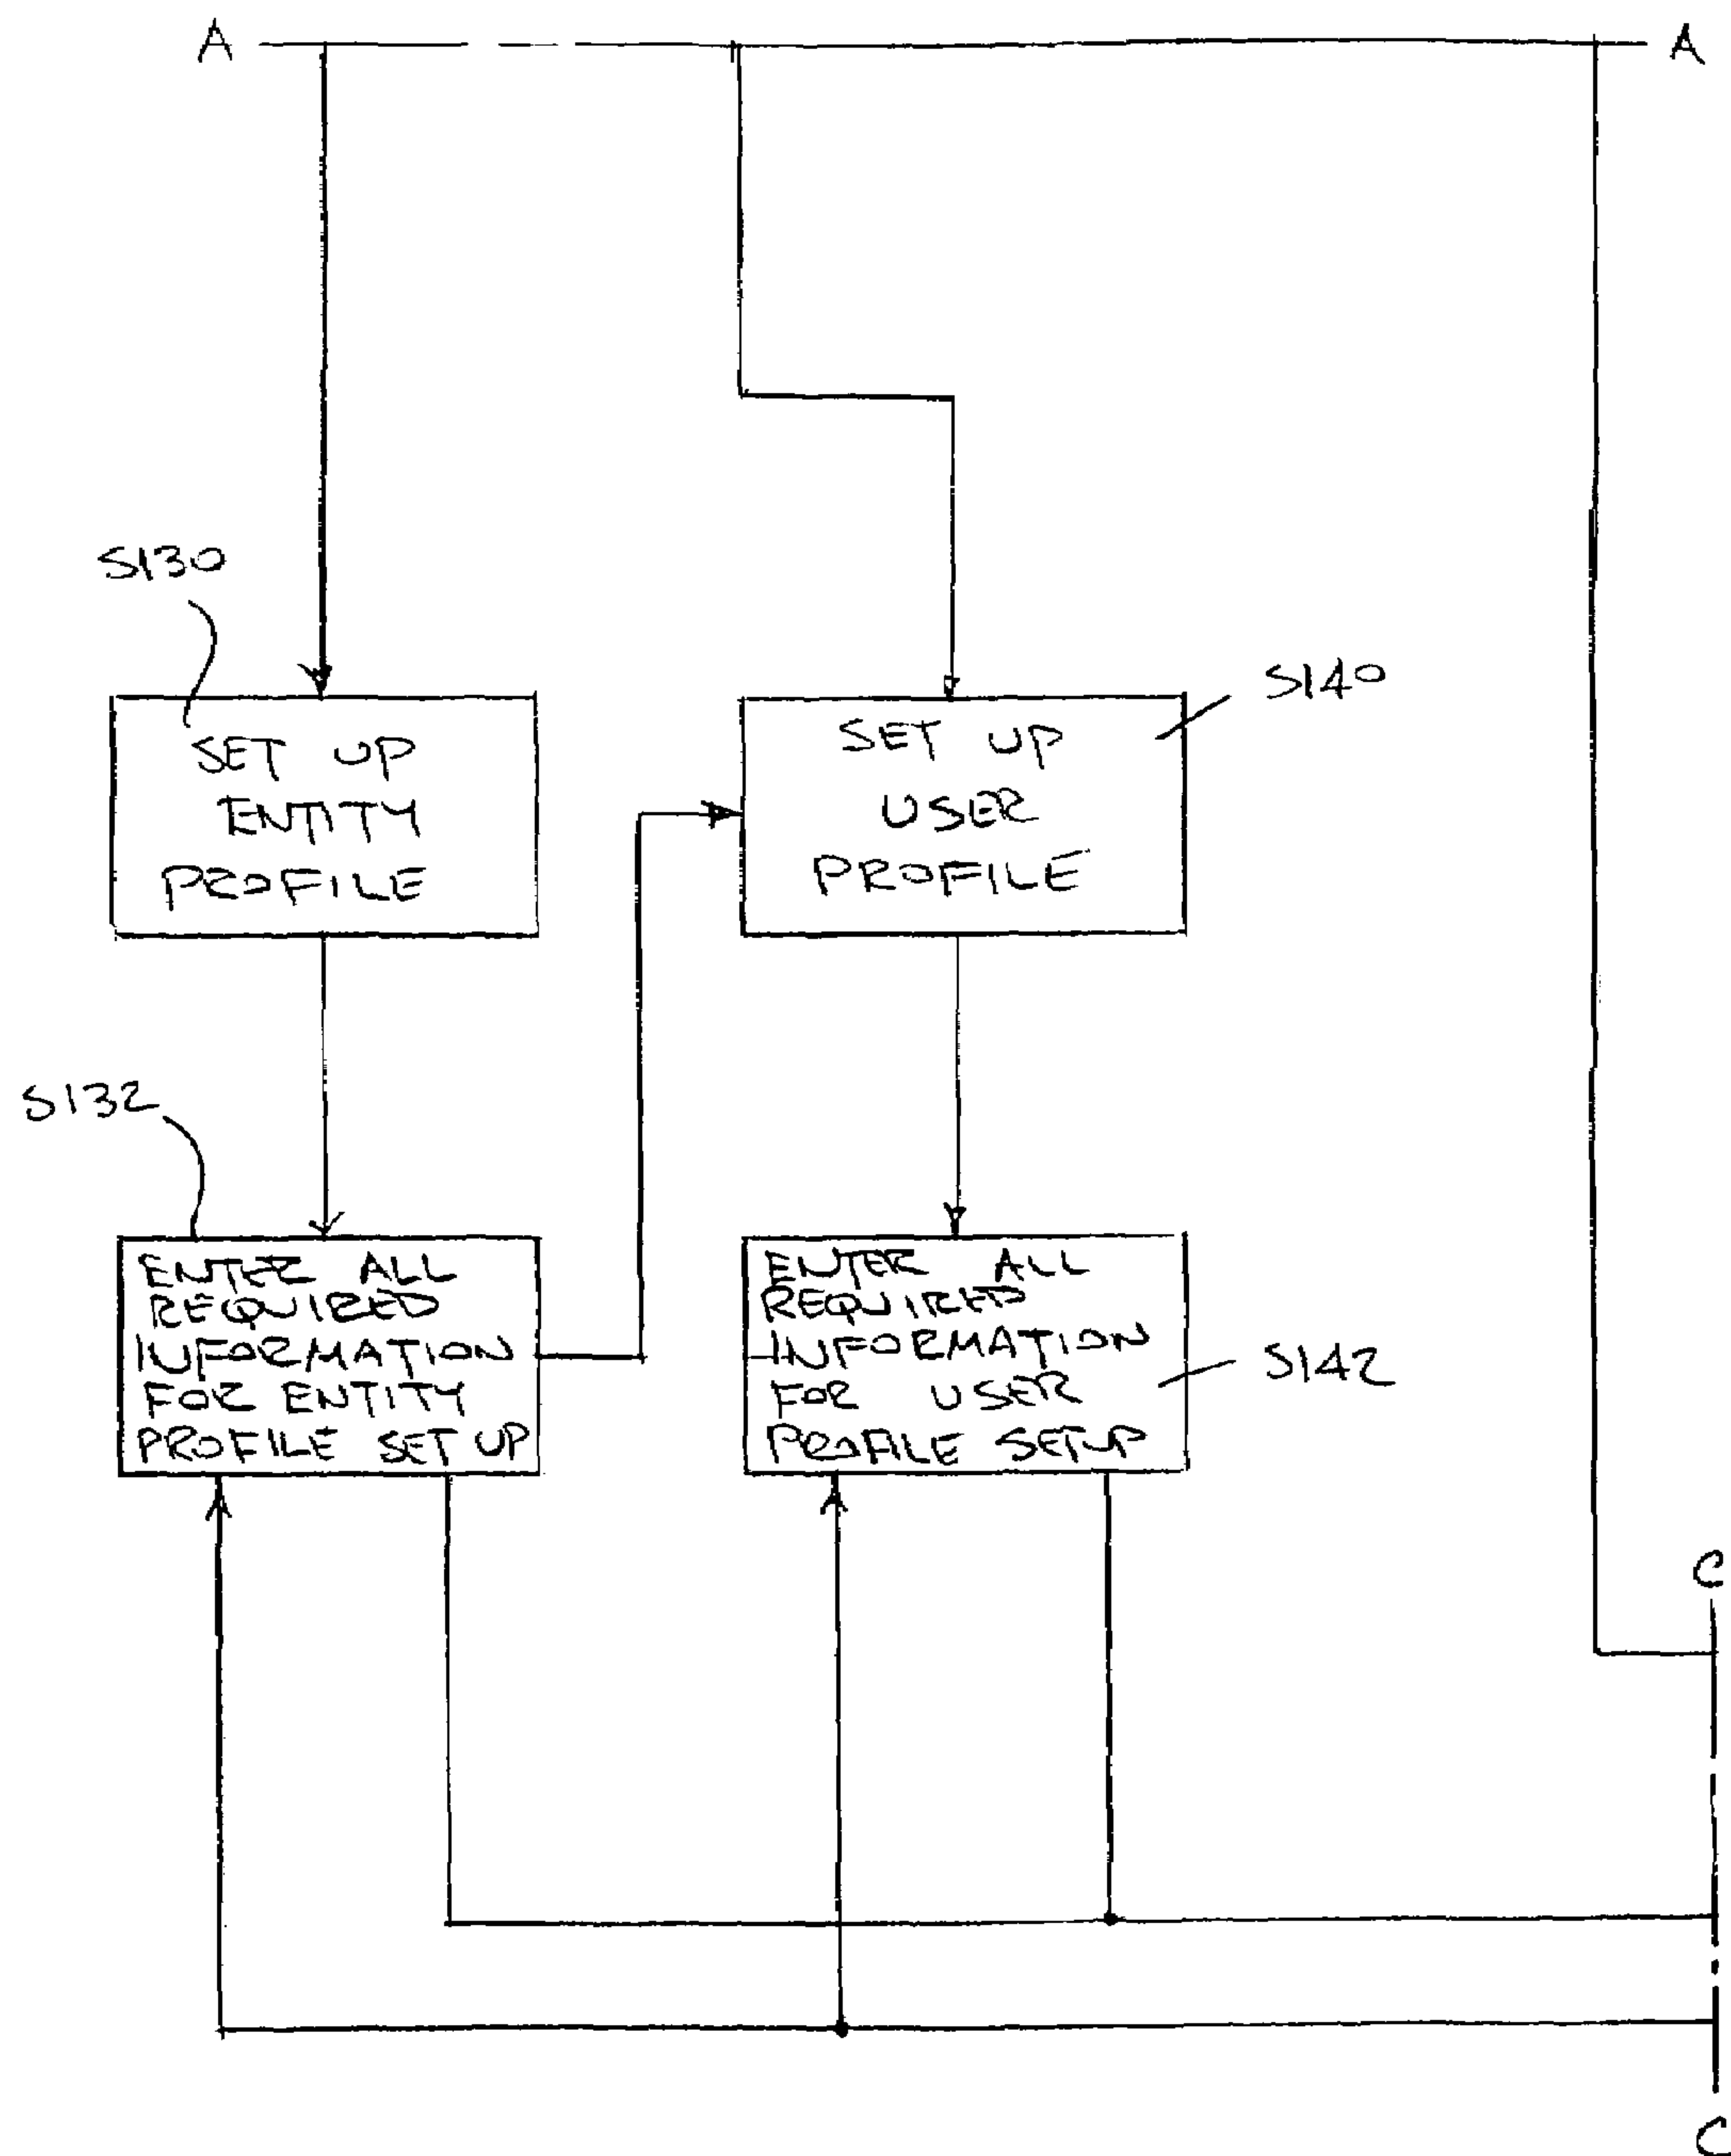 A
A
S130
SET UP
ENTITY
PROFILE
S140
SET UP
USER
PROFILE
S132
ENTER ALL
REQUIRED
INFORMATION
FOR ENTITY
PROFILE SET UP
ENTER ALL
REQUIRED
INFORMATION
FOR USER
PROFILE SETUP
S142
C
C